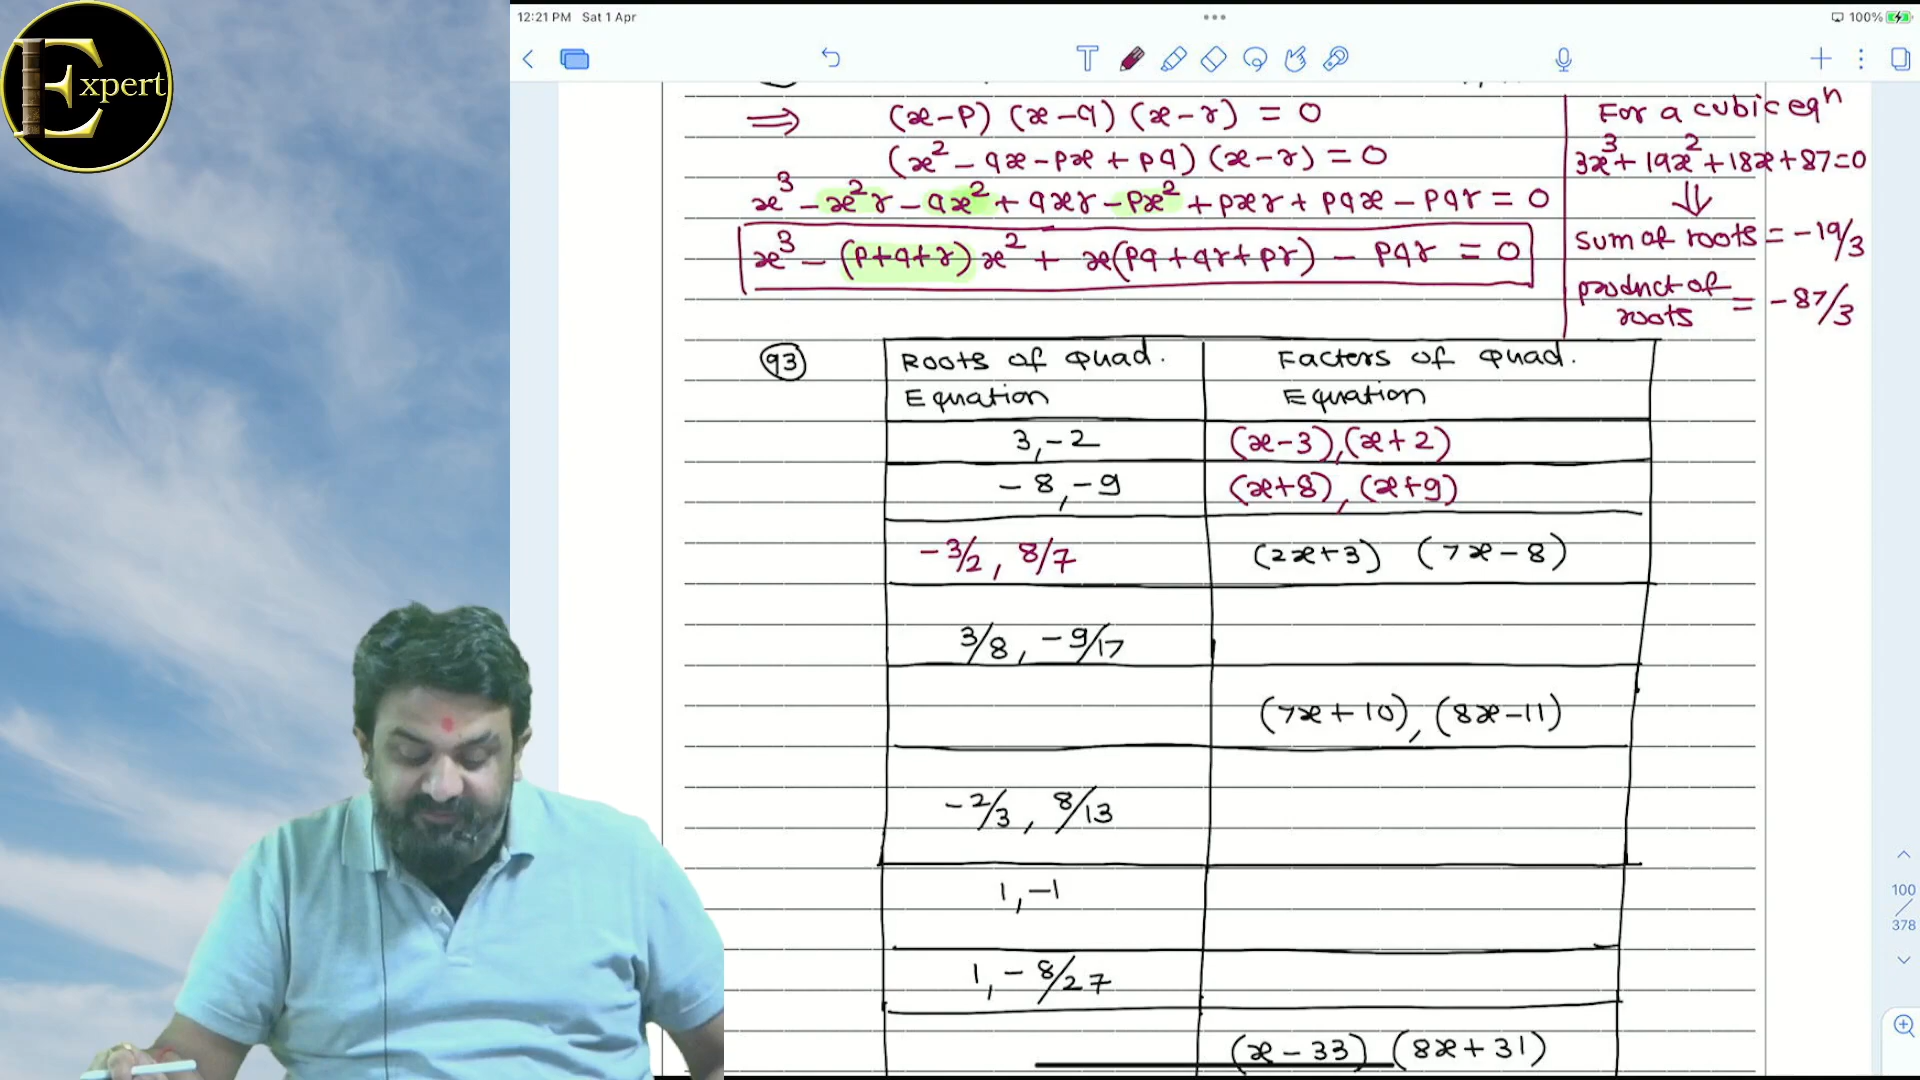 Expert
12:21 PM Sat 1 Apr
100%
⇒ (x-p) (x-q) (x-r) = 0
(x² - qx - px + pq) (x-r) = 0
x³ - x²r - qx² + qxr - px² + pxr + pqx - pqr = 0
x³ - (p+q+r)x² + x(pq+qr+pr) - pqr = 0
For a cubic eqⁿ
3x³ + 19x² + 18x + 87 = 0
⇓
sum of roots = -19/3
product of roots = -87/3
93
Roots of Quad. Equation
Factors of Quad. Equation
3, -2
(x-3), (x+2)
-8, -9
(x+8), (x+9)
-3/2, 8/7
(2x+3) (7x-8)
3/8, -9/17
(7x+10), (8x-11)
-2/3, 8/13
1, -1
1, -8/27
(x-33) (8x+31)
100
/
378